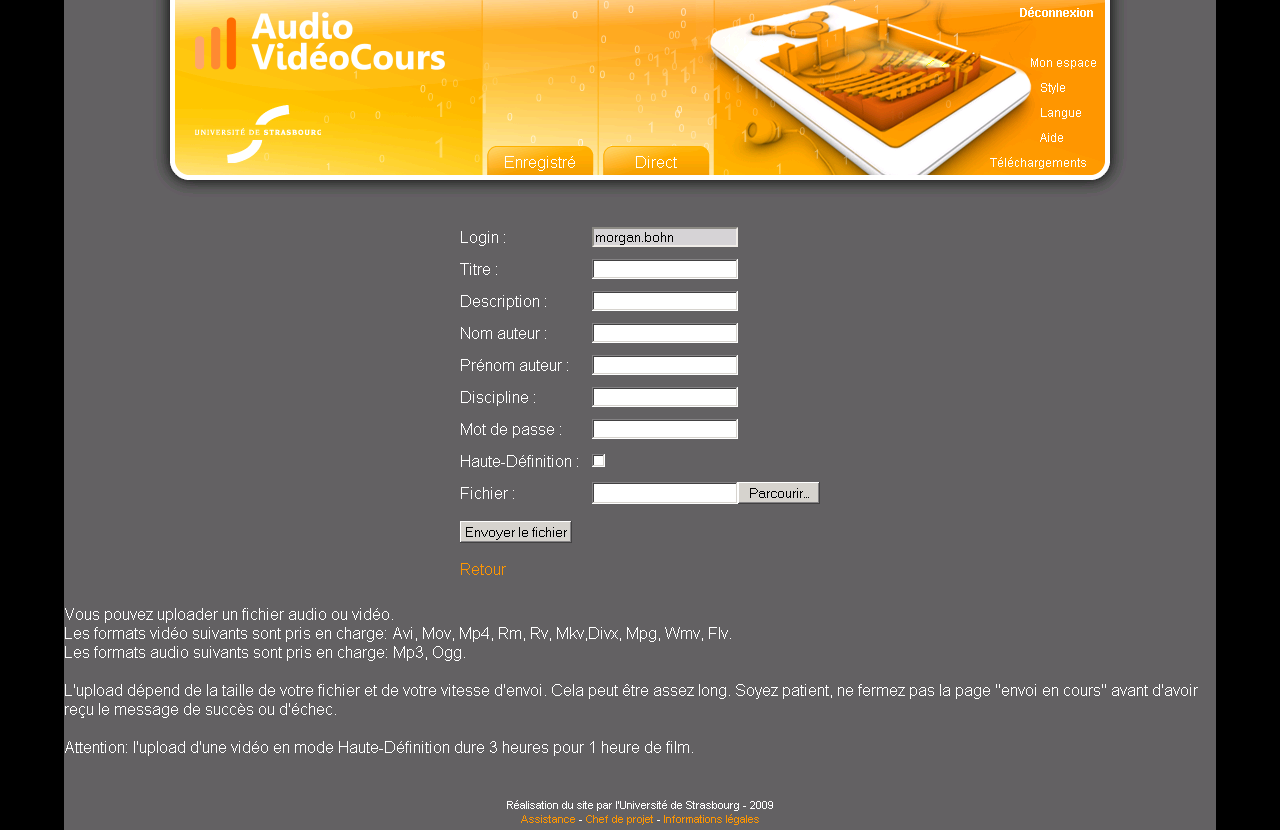 Audio
VidéoCours
UNIVERSITÉ DE STRASBOURG
Enregistré
Direct
Déconnexion
Mon espace
Style
Langue
Aide
Téléchargements
Login : morgan.bohn
Titre :
Description :
Nom auteur :
Prénom auteur :
Discipline :
Mot de passe :
Haute-Définition :
Fichier : Parcourir...
Envoyer le fichier
Retour
Vous pouvez uploader un fichier audio ou vidéo.
Les formats vidéo suivants sont pris en charge: Avi, Mov, Mp4, Rm, Rv, Mkv,Divx, Mpg, Wmv, Flv.
Les formats audio suivants sont pris en charge: Mp3, Ogg.
L'upload dépend de la taille de votre fichier et de votre vitesse d'envoi. Cela peut être assez long. Soyez patient, ne fermez pas la page "envoi en cours" avant d'avoir
reçu le message de succès ou d'échec.
Attention: l'upload d'une vidéo en mode Haute-Définition dure 3 heures pour 1 heure de film.
Réalisation du site par l'Université de Strasbourg - 2009
Assistance - Chef de projet - Informations légales